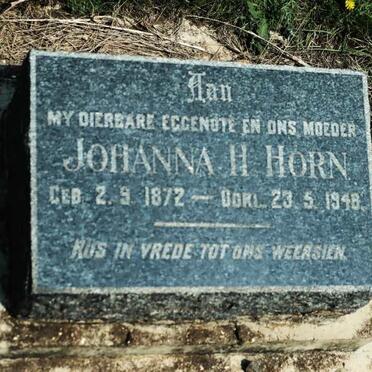 Aan
MY DIERBARE EGGENOTE EN ONS MOEDER
JOHANNA H. HORN
GEB. 2. 9. 1872 — OORL. 23. 5. 1948.
RUS IN VREDE TOT ONS WEERSIEN.